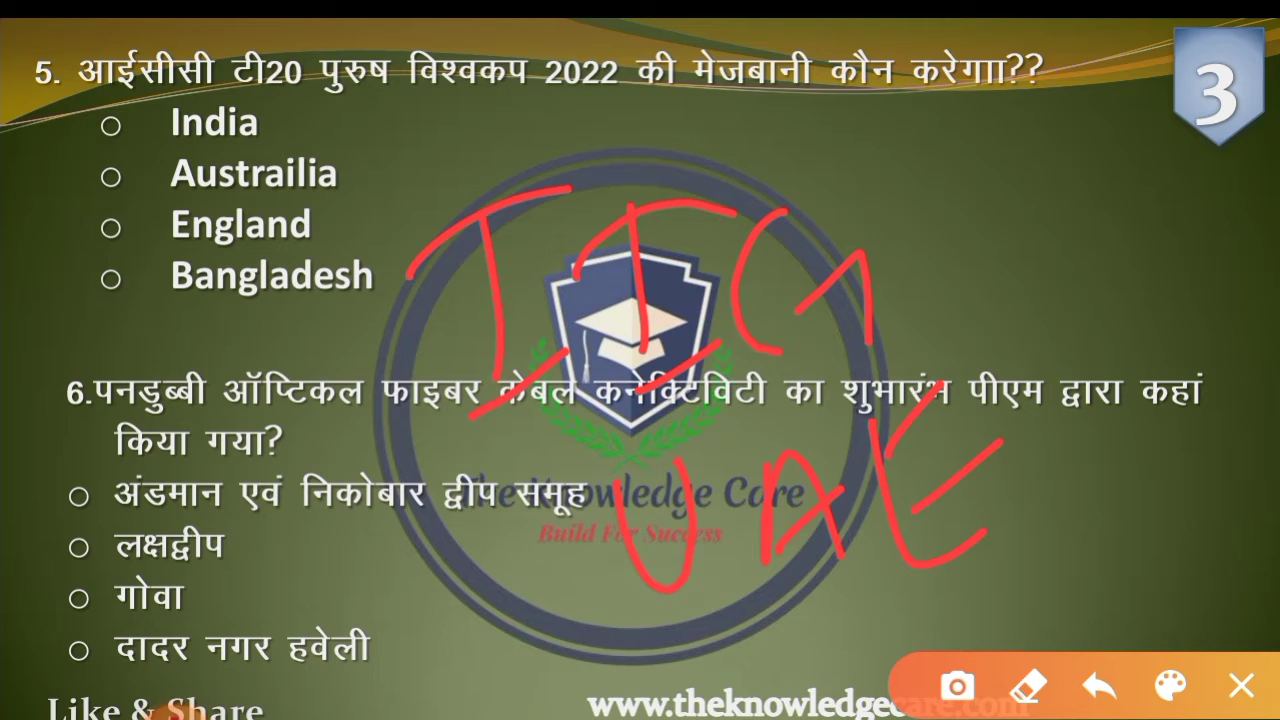 3
5. आईसीसी टी20 पुरुष विश्वकप 2022 की मेजबानी कौन करेगाा??
India
Austrailia
England
Bangladesh
6.पनडुब्बी ऑप्टिकल फाइबर केबल कनेक्टिविटी का शुभारंभ पीएम द्वारा कहां
किया गया?
अंडमान एवं निकोबार द्वीप समूह
लक्षद्वीप
गोवा
दादर नगर हवेली
The Knowledge Care
Build For Success
UAE
Like & Share
www.theknowledgecare.com